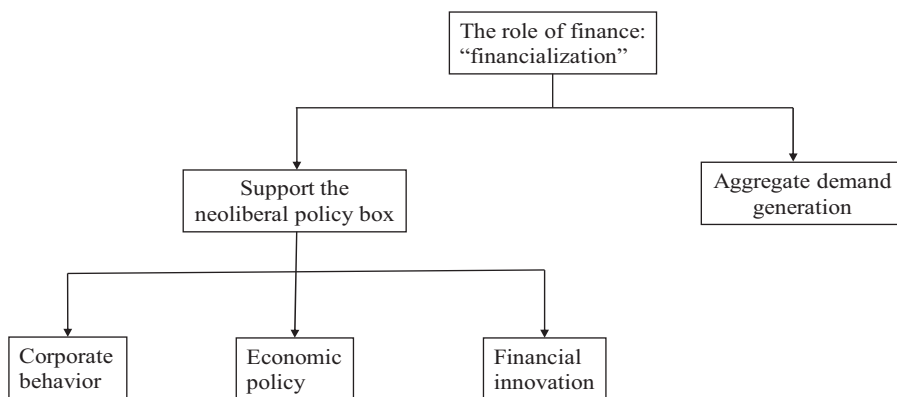 The role of finance:
“financialization”
Support the
neoliberal policy box
Aggregate demand
generation
Corporate
behavior
Economic
policy
Financial
innovation